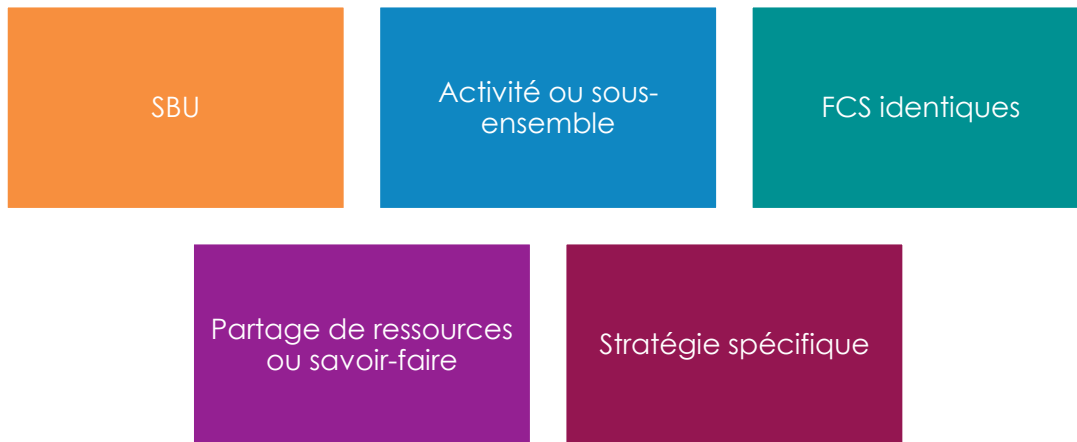 SBU
Activité ou sous-
ensemble
FCS identiques
Partage de ressources
ou savoir-faire
Stratégie spécifique